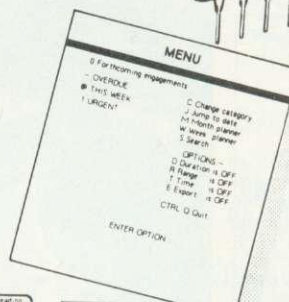 MENU
0 Forthcoming engagements
- OVERDUE
● THIS WEEK
! URGENT
C Change category
J Jump to date
M Month planner
W Week planner
S Search
OPTIONS -
D Duration is OFF
R Range is OFF
T Time is OFF
E Export is OFF
CTRL Q Quit
ENTER OPTION